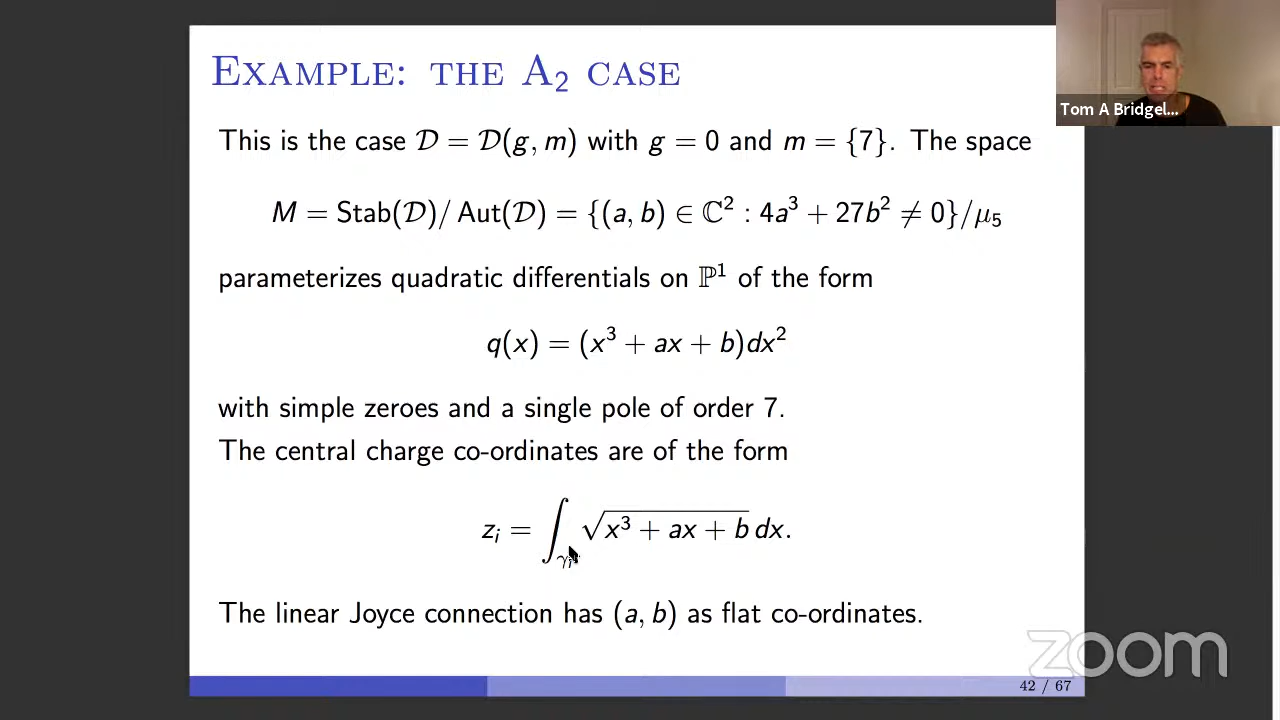 Example: the A₂ case
This is the case 𝒟 = 𝒟(g, m) with g = 0 and m = {7}. The space
M = Stab(𝒟)/ Aut(𝒟) = {(a, b) ∈ ℂ² : 4a³ + 27b² ≠ 0}/μ₅
parameterizes quadratic differentials on ℙ¹ of the form
q(x) = (x³ + ax + b)dx²
with simple zeroes and a single pole of order 7.
The central charge co-ordinates are of the form
zᵢ = ∫_γᵢ √(x³ + ax + b) dx.
The linear Joyce connection has (a, b) as flat co-ordinates.
42 / 67
Tom A Bridgel...
zoom